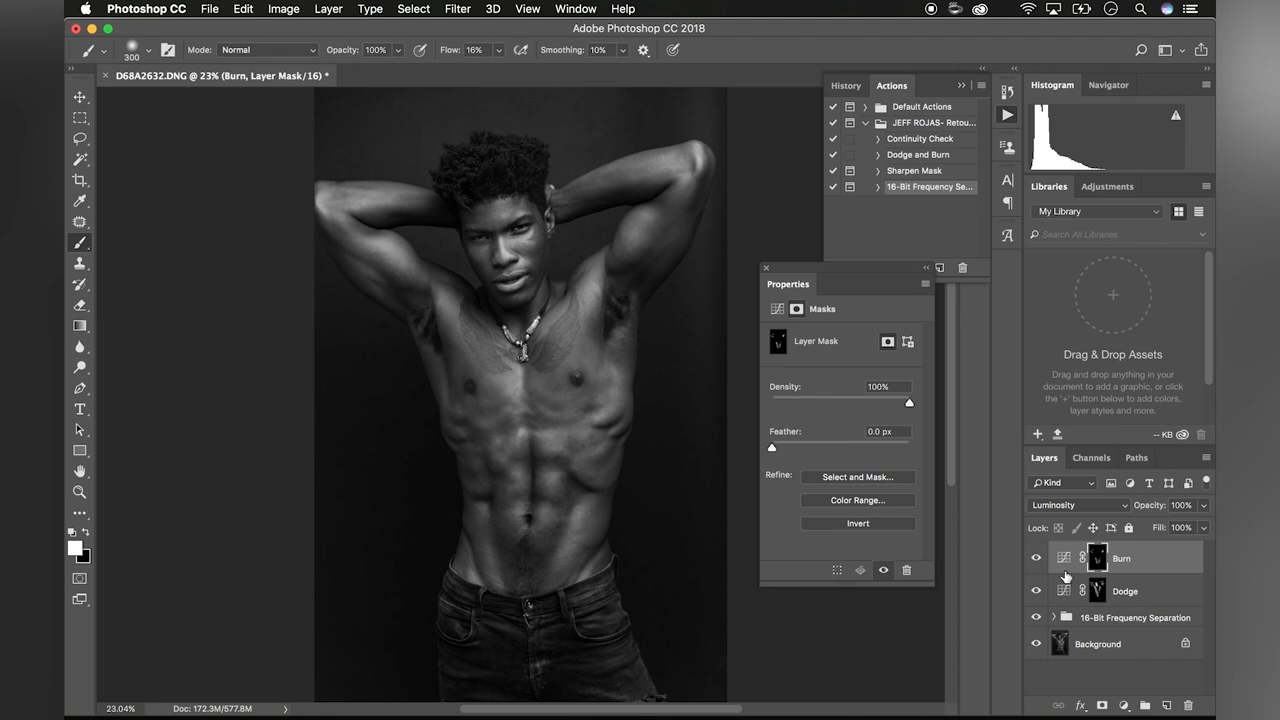 Photoshop CC File Edit Image Layer Type Select Filter 3D View Window Help
Adobe Photoshop CC 2018
300 Mode: Normal Opacity: 100% Flow: 16% Smoothing: 10%
× D68A2632.DNG @ 23% (Burn, Layer Mask/16) *
History Actions
Default Actions
JEFF ROJAS- Retou...
Continuity Check
Dodge and Burn
Sharpen Mask
16-Bit Frequency Se...
Properties
Masks
Layer Mask
Density: 100%
Feather: 0.0 px
Refine: Select and Mask...
Color Range...
Invert
Histogram Navigator
Libraries Adjustments
My Library
Search All Libraries
Drag & Drop Assets
Drag and drop anything in your
document to add a graphic, or click
the '+' button below to add colors,
layer styles and more.
-- KB
Layers Channels Paths
Kind
Luminosity Opacity: 100%
Lock: Fill: 100%
Burn
Dodge
16-Bit Frequency Separation
Background
fx
23.04% Doc: 172.3M/577.8M